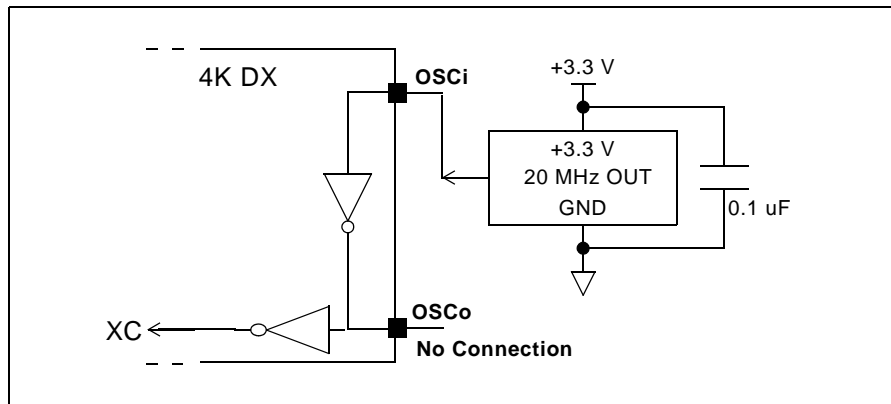 4K DX
OSCi
+3.3 V
+3.3 V
20 MHz OUT
GND
0.1 uF
OSCo
XC
No Connection